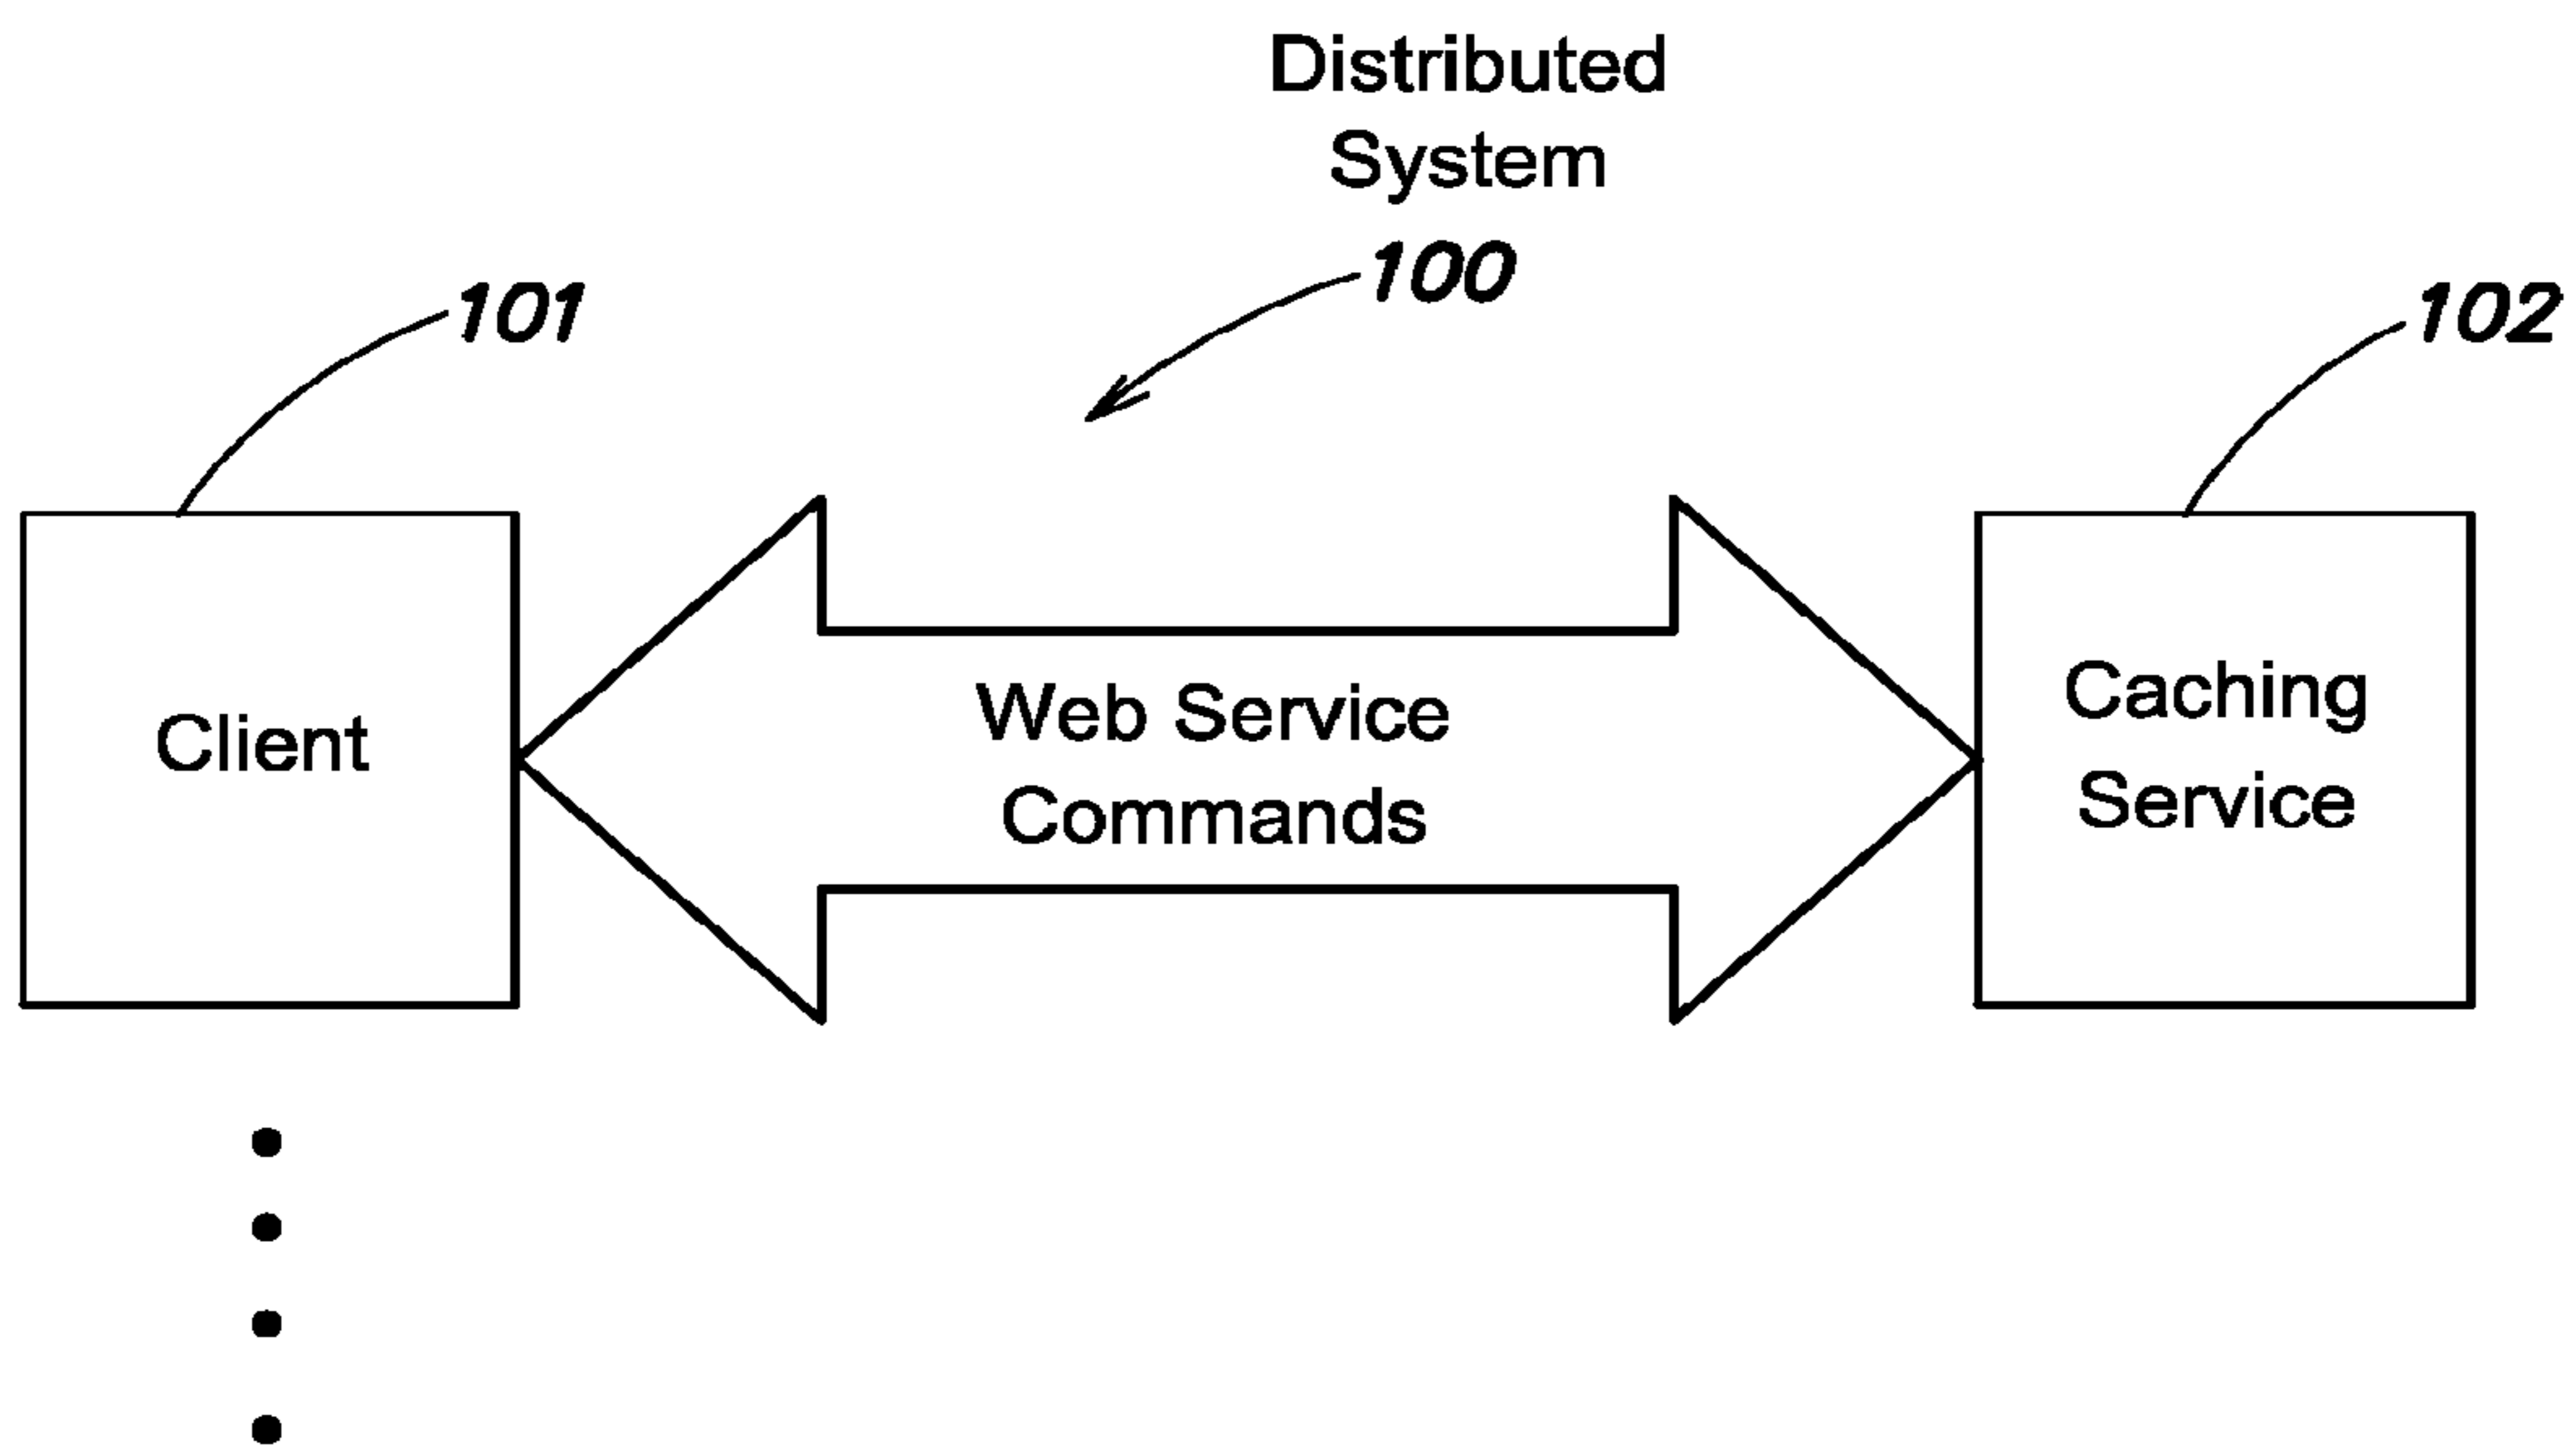 Distributed
System
100
101
102
Client
Web Service
Commands
Caching
Service